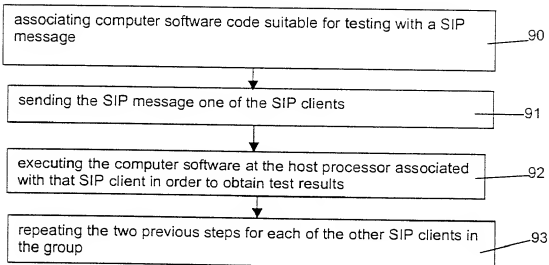 associating computer software code suitable for testing with a SIP
message
90
sending the SIP message one of the SIP clients
91
executing the computer software at the host processor associated
with that SIP client in order to obtain test results
92
repeating the two previous steps for each of the other SIP clients in
the group
93